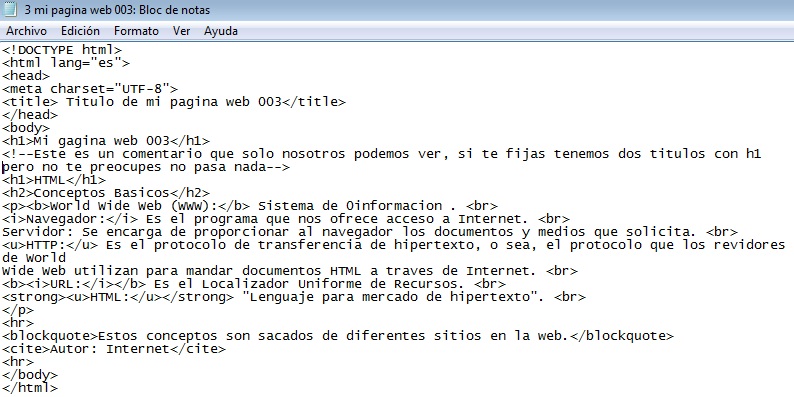 3 mi pagina web 003: Bloc de notas
Archivo Edición Formato Ver Ayuda
<!DOCTYPE html>
<html lang="es">
<head>
<meta charset="UTF-8">
<title> Titulo de mi pagina web 003</title>
</head>
<body>
<h1>Mi gagina web 003</h1>
<!--Este es un comentario que solo nosotros podemos ver, si te fijas tenemos dos titulos con h1
pero no te preocupes no pasa nada-->
<h1>HTML</h1>
<h2>Conceptos Basicos</h2>
<p><b>World Wide Web (WWW):</b> Sistema de Oinformacion . <br>
<i>Navegador:</i> Es el programa que nos ofrece acceso a Internet. <br>
Servidor: Se encarga de proporcionar al navegador los documentos y medios que solicita. <br>
<u>HTTP:</u> Es el protocolo de transferencia de hipertexto, o sea, el protocolo que los revidores
de World
Wide Web utilizan para mandar documentos HTML a traves de Internet. <br>
<b><i>URL:</i></b> Es el Localizador Uniforme de Recursos. <br>
<strong><u>HTML:</u></strong> "Lenguaje para mercado de hipertexto". <br>
</p>
<hr>
<blockquote>Estos conceptos son sacados de diferentes sitios en la web.</blockquote>
<cite>Autor: Internet</cite>
<hr>
</body>
</html>